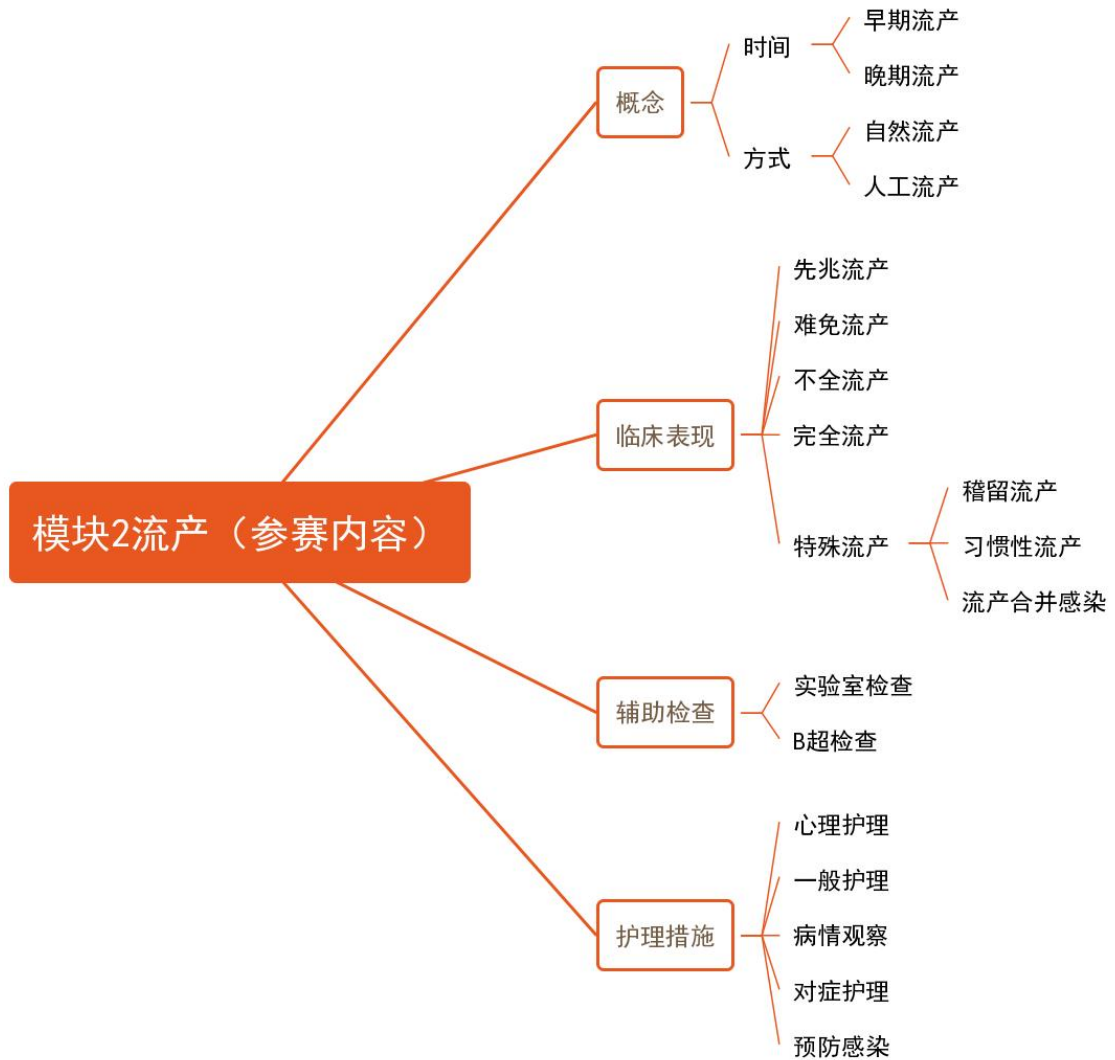 模块2流产（参赛内容）
概念
时间
早期流产
晚期流产
方式
自然流产
人工流产
临床表现
先兆流产
难免流产
不全流产
完全流产
特殊流产
稽留流产
习惯性流产
流产合并感染
辅助检查
实验室检查
B超检查
护理措施
心理护理
一般护理
病情观察
对症护理
预防感染